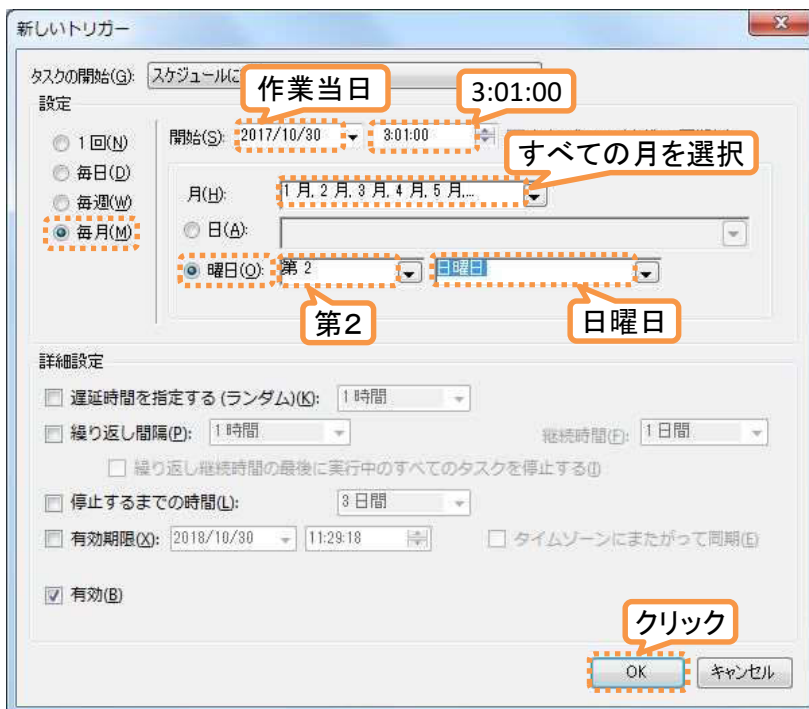 新しいトリガー
タスクの開始(G): スケジュールに
作業当日
3:01:00
設定
1 回(N)
開始(S): 2017/10/30 3:01:00
すべての月を選択
毎日(D)
毎週(W)
月(H): 1 月, 2 月, 3 月, 4 月, 5 月,...
毎月(M)
日(A):
曜日(O): 第 2 日曜日
第2
日曜日
詳細設定
遅延時間を指定する (ランダム)(K): 1 時間
繰り返し間隔(P): 1 時間 継続時間(F): 1 日間
繰り返し継続時間の最後に実行中のすべてのタスクを停止する(I)
停止するまでの時間(L): 3 日間
有効期限(X): 2018/10/30 11:29:18 タイムゾーンにまたがって同期(E)
有効(B)
クリック
OK キャンセル